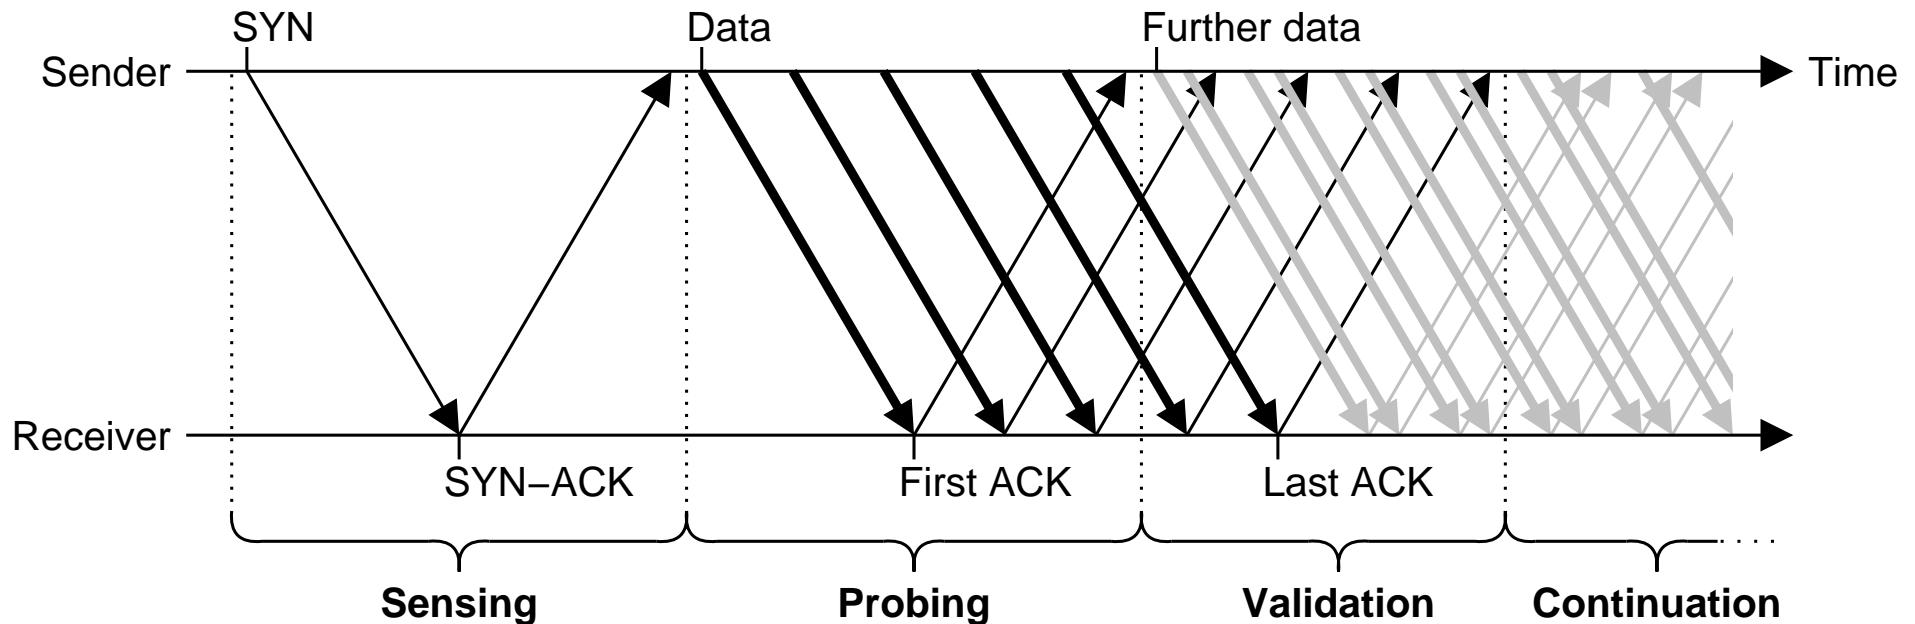 SYN
Data
Further data
Sender
Time
Receiver
SYN–ACK
First ACK
Last ACK
Sensing
Probing
Validation
Continuation